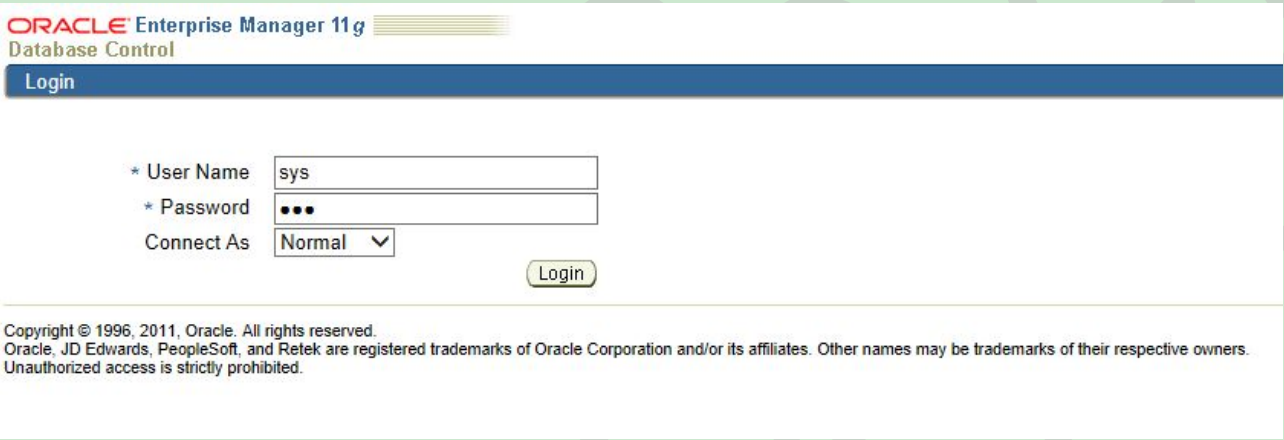 ORACLE Enterprise Manager 11g
Database Control
Login
* User Name sys
* Password •••
Connect As Normal
Login
Copyright © 1996, 2011, Oracle. All rights reserved.
Oracle, JD Edwards, PeopleSoft, and Retek are registered trademarks of Oracle Corporation and/or its affiliates. Other names may be trademarks of their respective owners.
Unauthorized access is strictly prohibited.